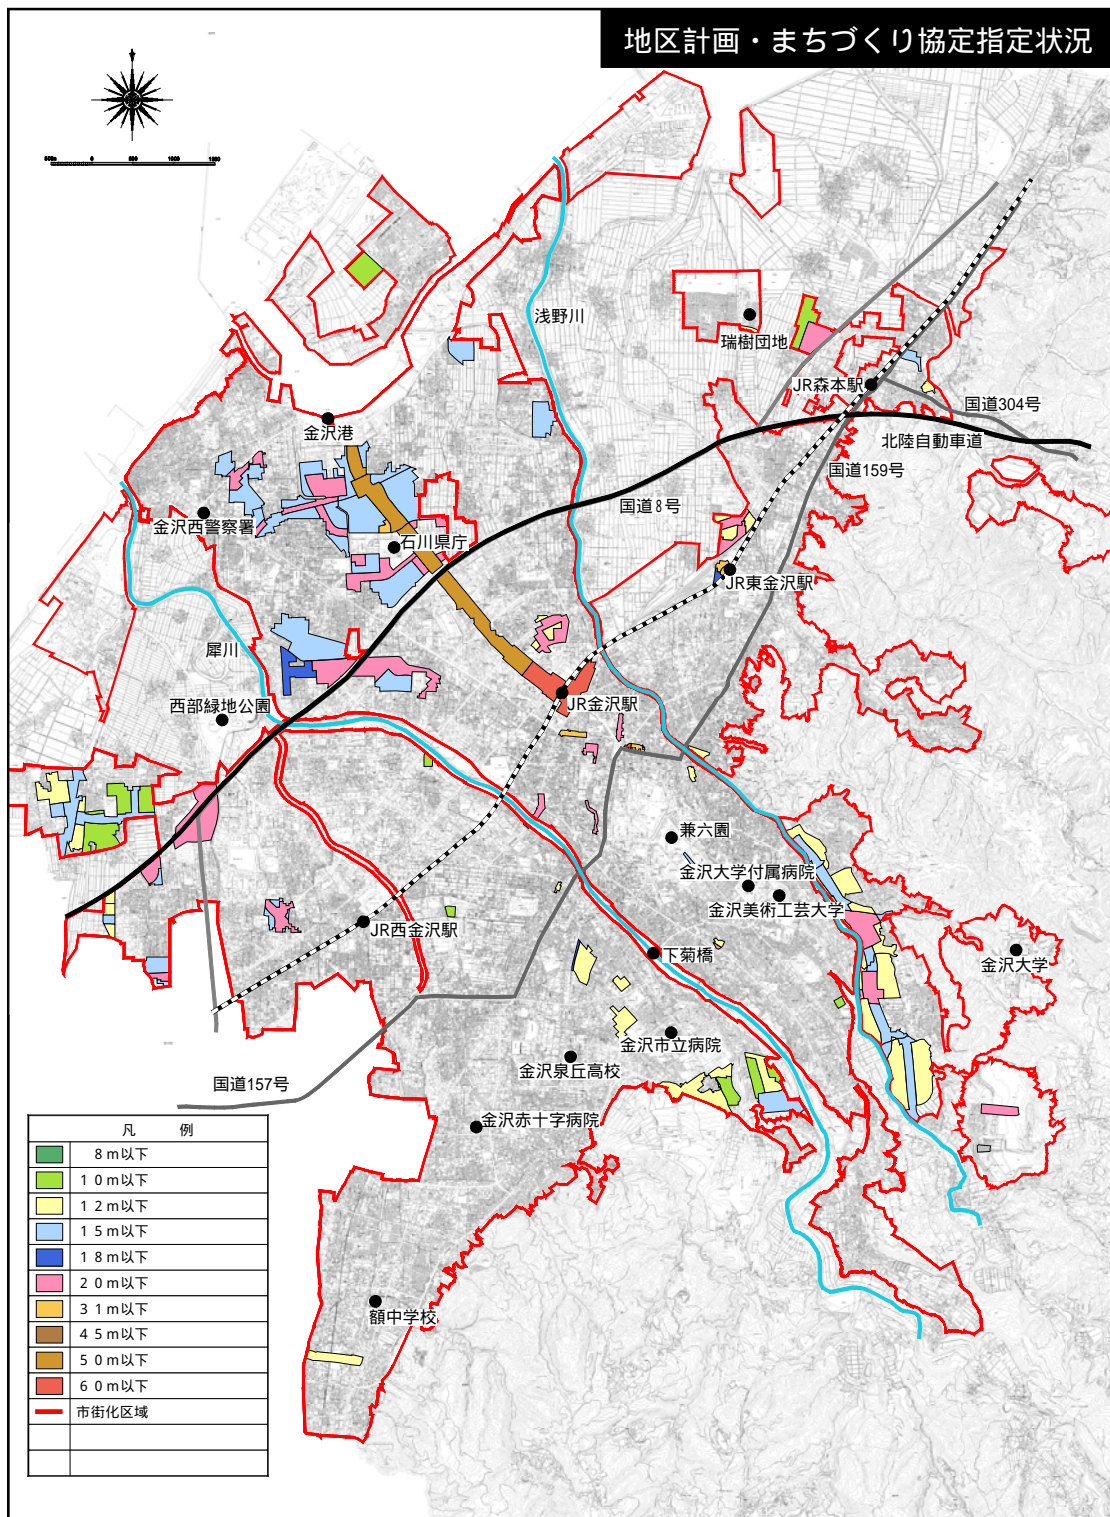 地区計画・まちづくり協定指定状況
500m 0 500 1000 1500
浅野川
瑞樹団地
JR森本駅
国道304号
北陸自動車道
国道159号
金沢港
国道8号
金沢西警察署
石川県庁
JR東金沢駅
犀川
西部緑地公園
JR金沢駅
兼六園
金沢大学付属病院
金沢美術工芸大学
JR西金沢駅
下菊橋
金沢大学
金沢市立病院
金沢泉丘高校
国道157号
金沢赤十字病院
額中学校
凡 例
8m以下
10m以下
12m以下
15m以下
18m以下
20m以下
31m以下
45m以下
50m以下
60m以下
市街化区域